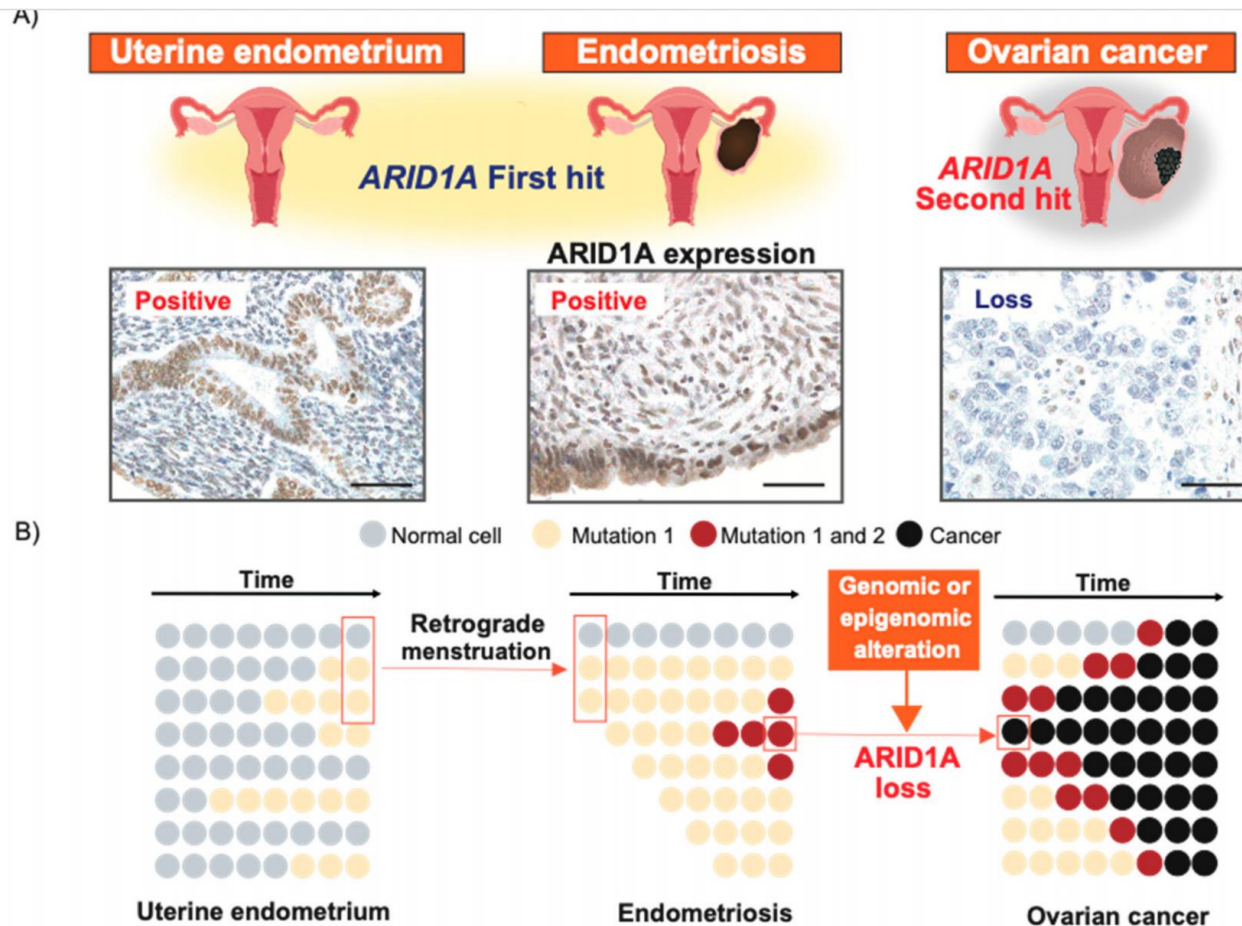 A)
Uterine endometrium
Endometriosis
Ovarian cancer
ARID1A First hit
ARID1A
Second hit
ARID1A expression
Positive
Positive
Loss
B)
Normal cell
Mutation 1
Mutation 1 and 2
Cancer
Time
Time
Time
Retrograde
menstruation
Genomic or
epigenomic
alteration
ARID1A
loss
Uterine endometrium
Endometriosis
Ovarian cancer